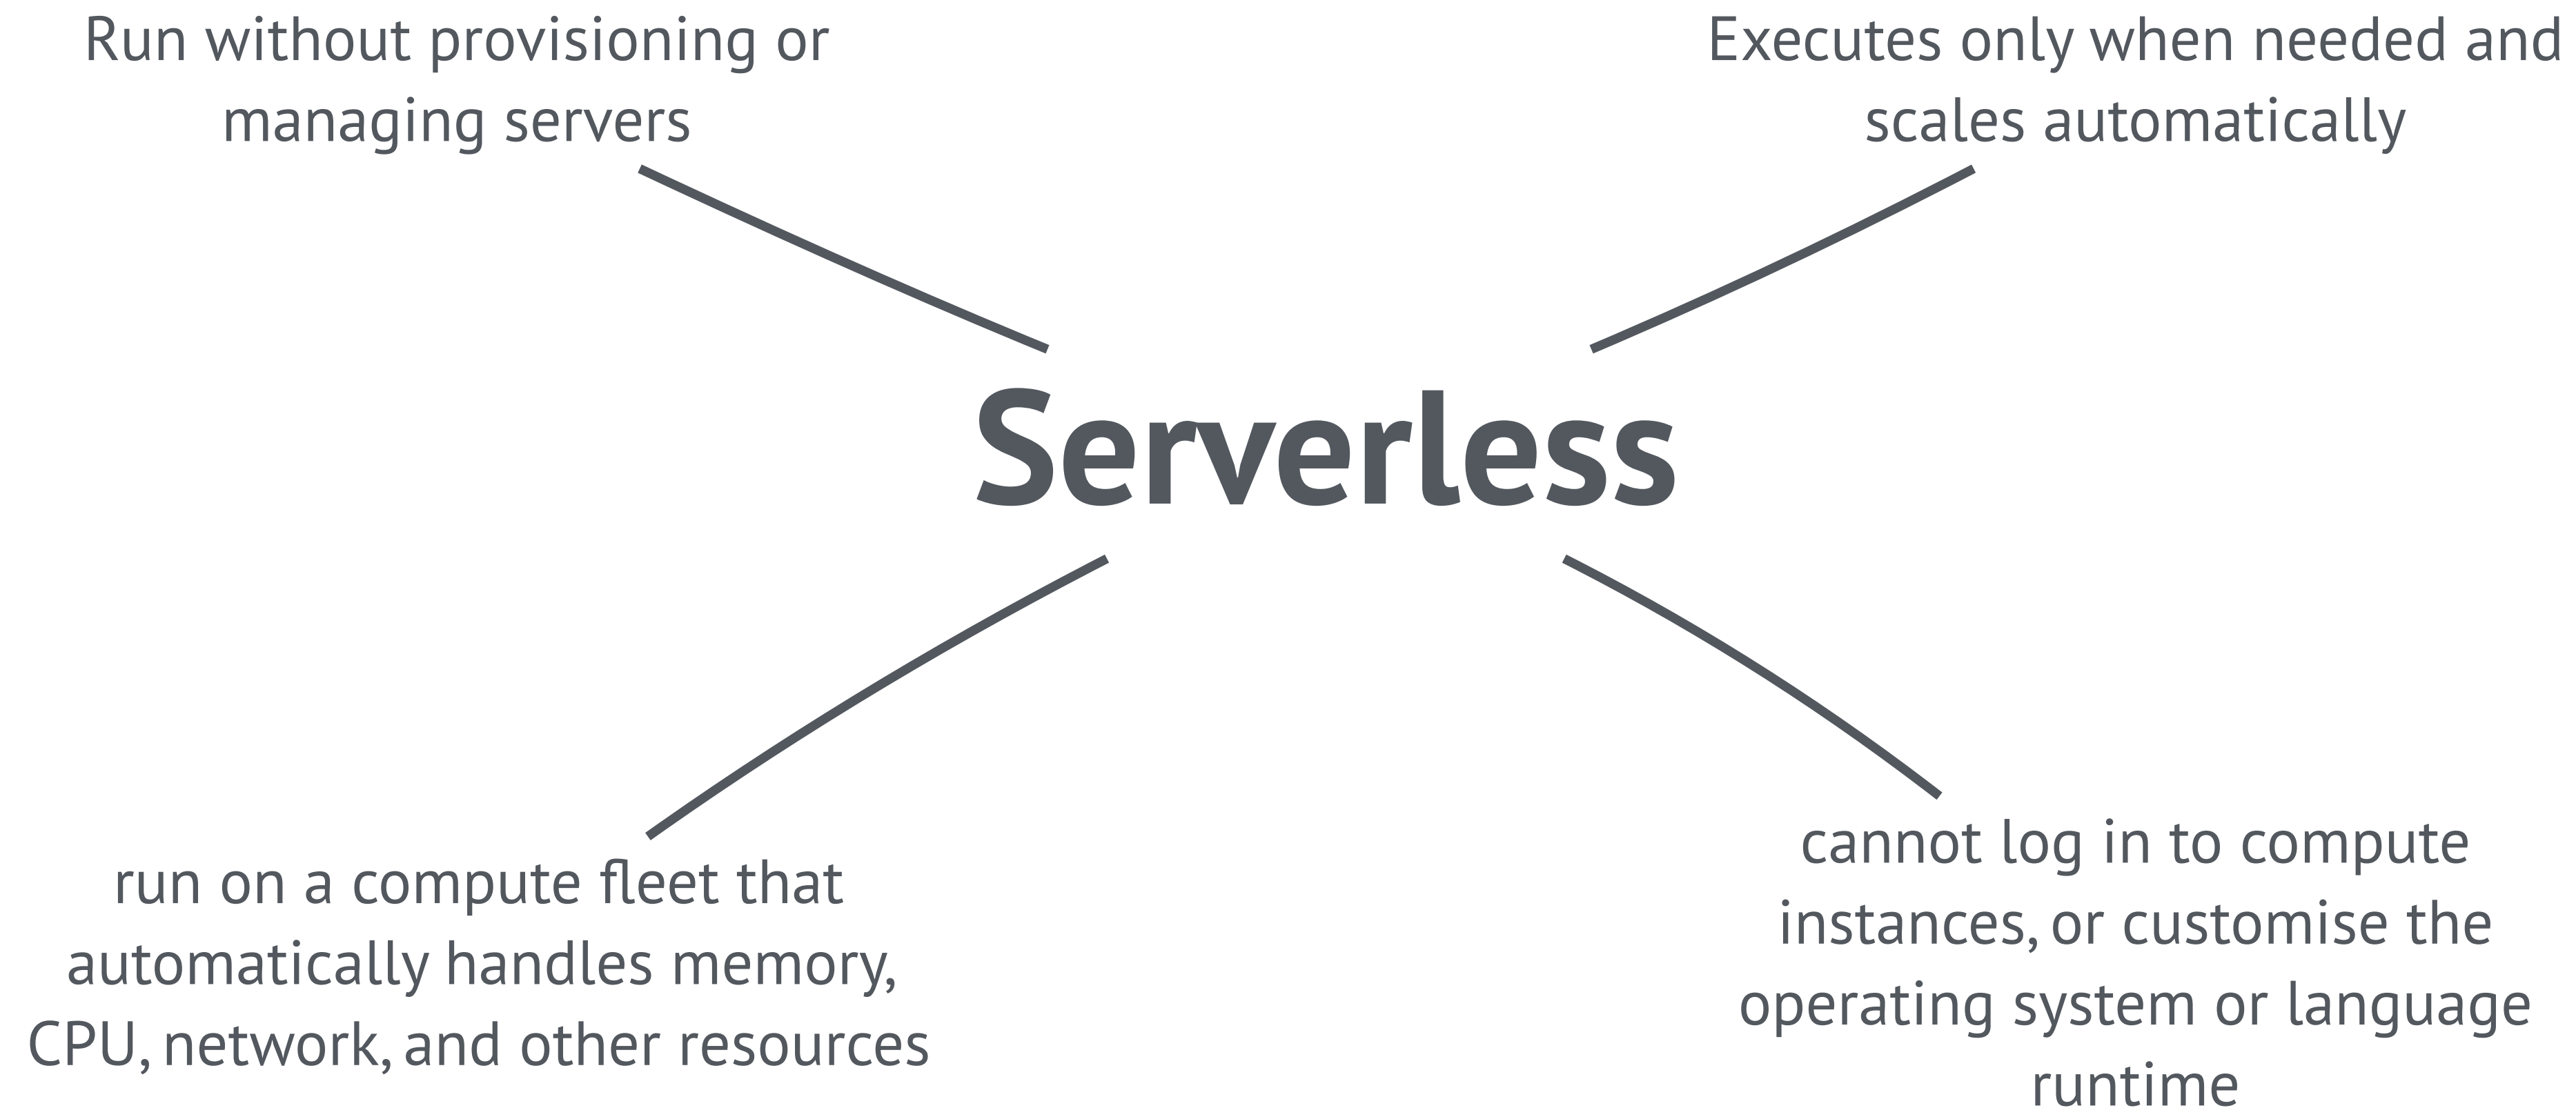 Run without provisioning or
managing servers
Executes only when needed and
scales automatically
Serverless
run on a compute fleet that
automatically handles memory,
CPU, network, and other resources
cannot log in to compute
instances, or customise the
operating system or language
runtime